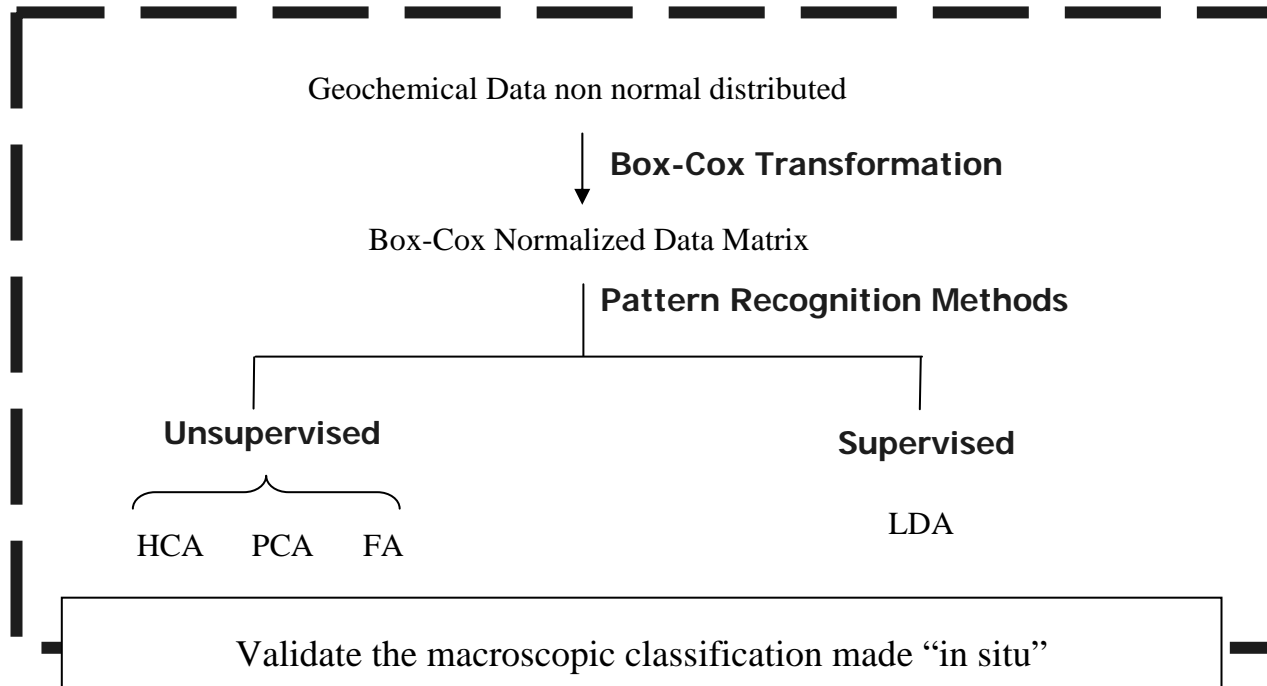 Geochemical Data non normal distributed
Box-Cox Transformation
Box-Cox Normalized Data Matrix
Pattern Recognition Methods
Unsupervised
Supervised
HCA PCA FA
LDA
Validate the macroscopic classification made “in situ”